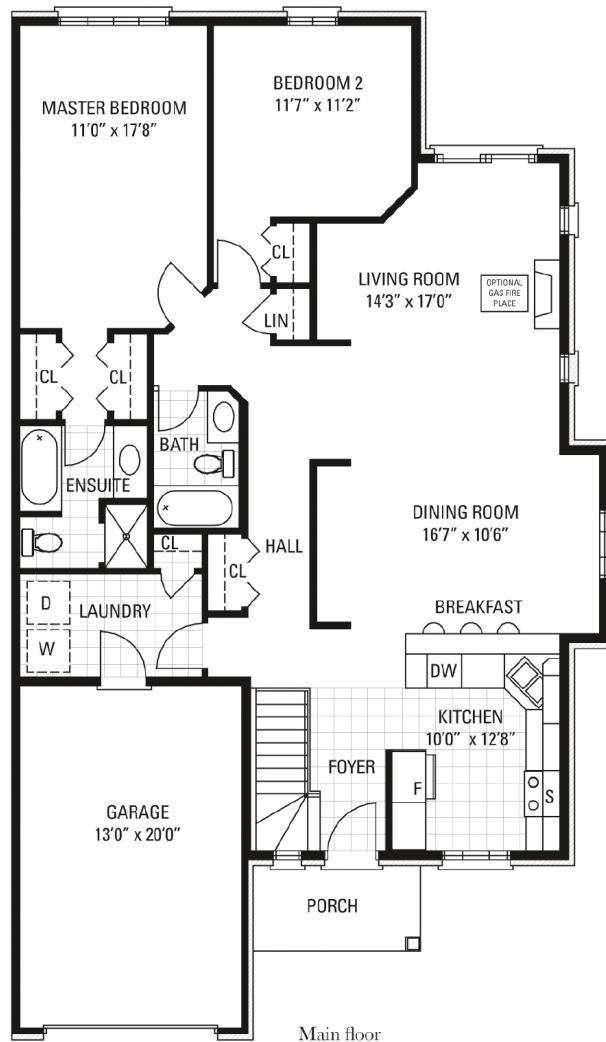 MASTER BEDROOM
11'0" x 17'8"
BEDROOM 2
11'7" x 11'2"
CL
LIVING ROOM
14'3" x 17'0"
OPTIONAL
GAS FIRE
PLACE
LIN
CL
CL
BATH
ENSUITE
DINING ROOM
16'7" x 10'6"
CL
HALL
CL
D
LAUNDRY
W
BREAKFAST
DW
KITCHEN
10'0" x 12'8"
FOYER
F
S
GARAGE
13'0" x 20'0"
PORCH
Main floor